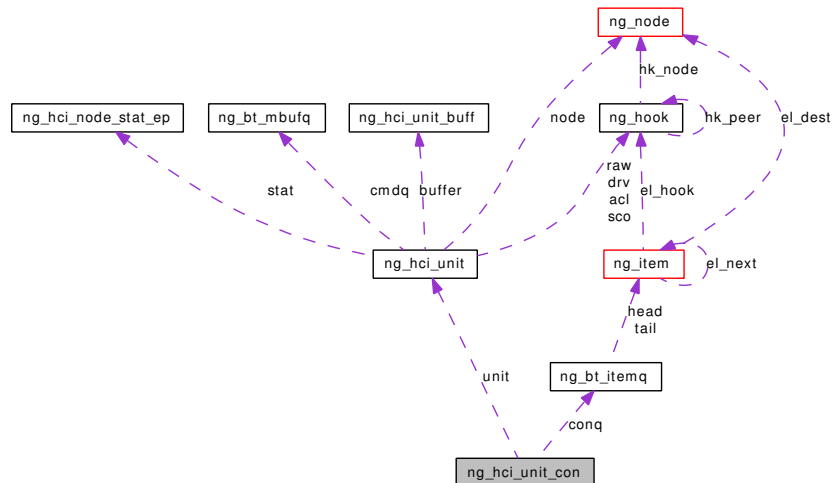 ng_node
hk_node
ng_hci_node_stat_ep
ng_bt_mbufq
ng_hci_unit_buff
node
ng_hook
hk_peer
el_dest
stat
cmdq
buffer
raw
drv
acl
sco
el_hook
ng_hci_unit
ng_item
el_next
head
tail
unit
ng_bt_itemq
conq
ng_hci_unit_con